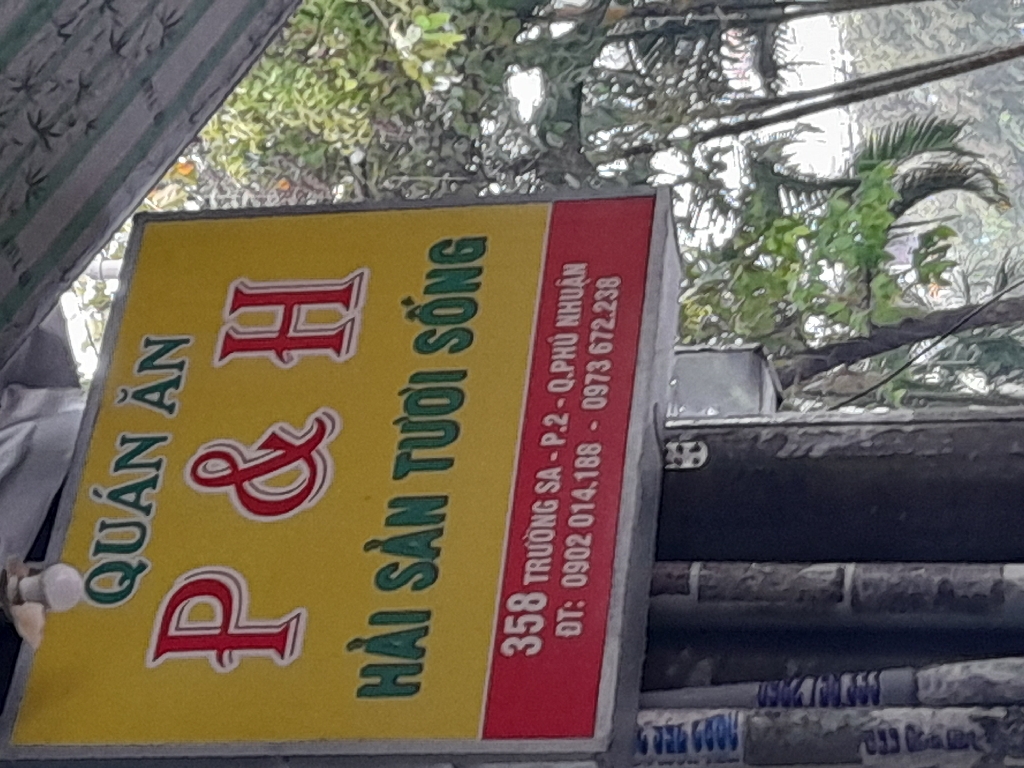 QUÁN ĂN
P & H
HẢI SẢN TƯƠI SỐNG
358 TRƯỜNG SA - P.2 - Q.PHÚ NHUẬN
ĐT: 0902 014.188 - 0973 672.238